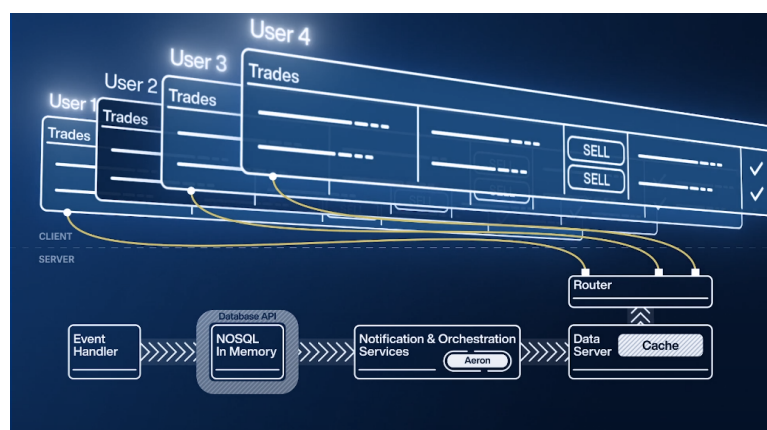 User 4
User 3
User 2
User 1
Trades
Trades
Trades
Trades
SELL
SELL
CLIENT
SERVER
Router
Database API
Event
Handler
NOSQL
In Memory
Notification & Orchestration
Services
Aeron
Data
Server
Cache